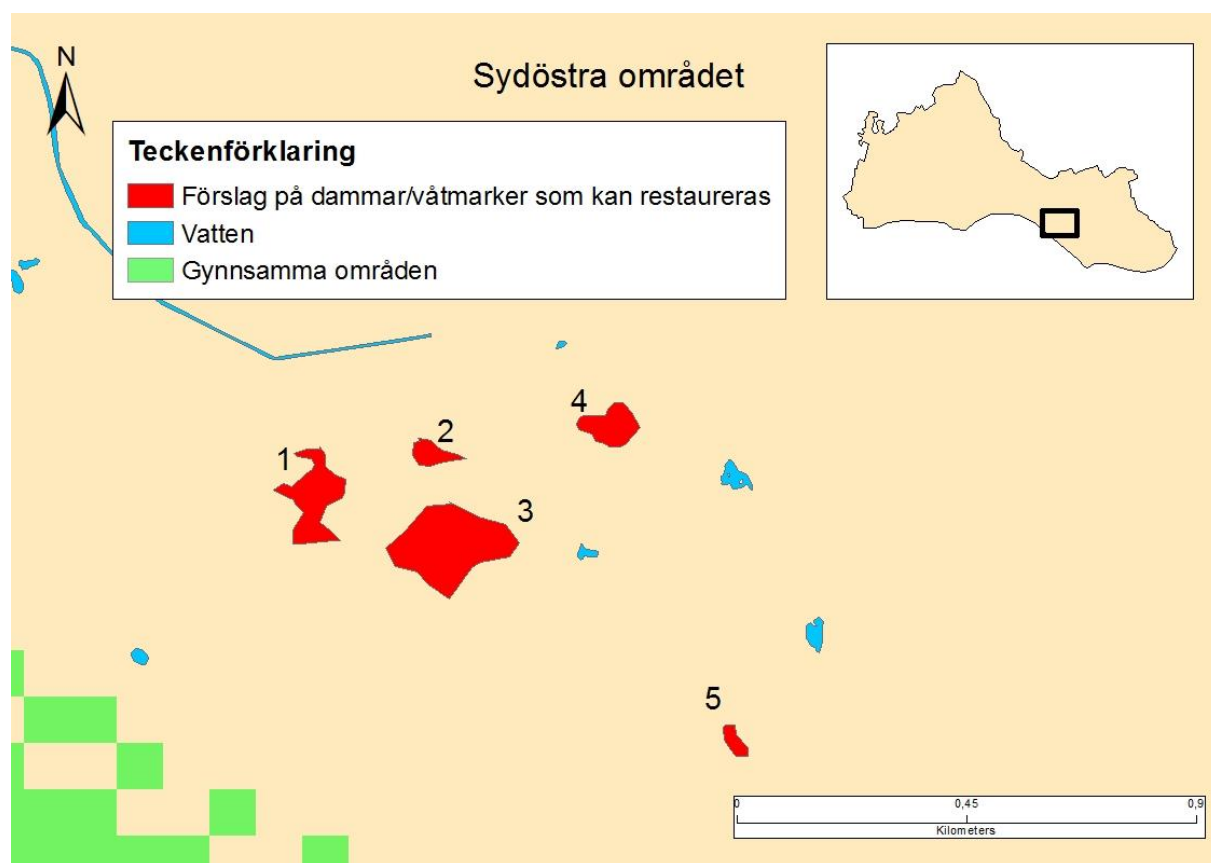 N
Sydöstra området
Teckenförklaring
Förslag på dammar/våtmarker som kan restaureras
Vatten
Gynnsamma områden
4
2
1
3
5
0 0,45 0,9
Kilometers